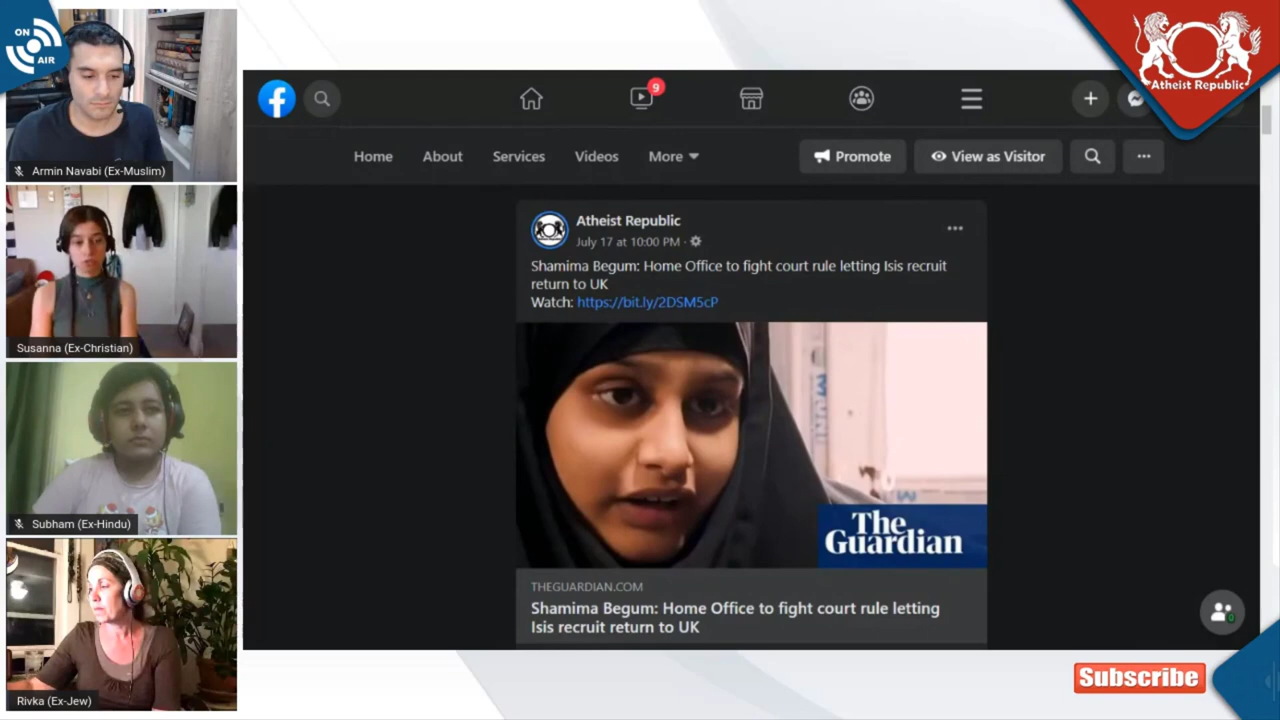 ON
AIR
Armin Navabi (Ex-Muslim)
Susanna (Ex-Christian)
Subham (Ex-Hindu)
Rivka (Ex-Jew)
9
Home
About
Services
Videos
More
Promote
View as Visitor
Atheist Republic
July 17 at 10:00 PM ·
Shamima Begum: Home Office to fight court rule letting Isis recruit
return to UK
Watch: https://bit.ly/2DSM5cP
The
Guardian
THEGUARDIAN.COM
Shamima Begum: Home Office to fight court rule letting
Isis recruit return to UK
0
Atheist Republic
Subscribe